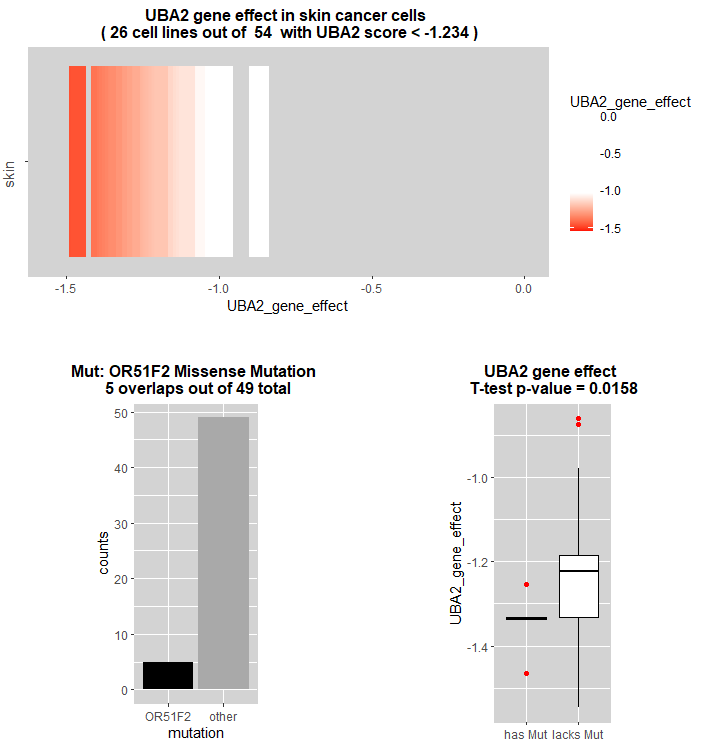 UBA2 gene effect in skin cancer cells
( 26 cell lines out of  54  with UBA2 score < -1.234 )
skin
-1.5
-1.0
-0.5
0.0
UBA2_gene_effect
UBA2_gene_effect
0.0
-0.5
-1.0
-1.5
Mut: OR51F2 Missense Mutation
5 overlaps out of 49 total
counts
50
40
30
20
10
0
OR51F2
other
mutation
UBA2 gene effect
T-test p-value = 0.0158
UBA2_gene_effect
-1.0
-1.2
-1.4
has Mut
lacks Mut